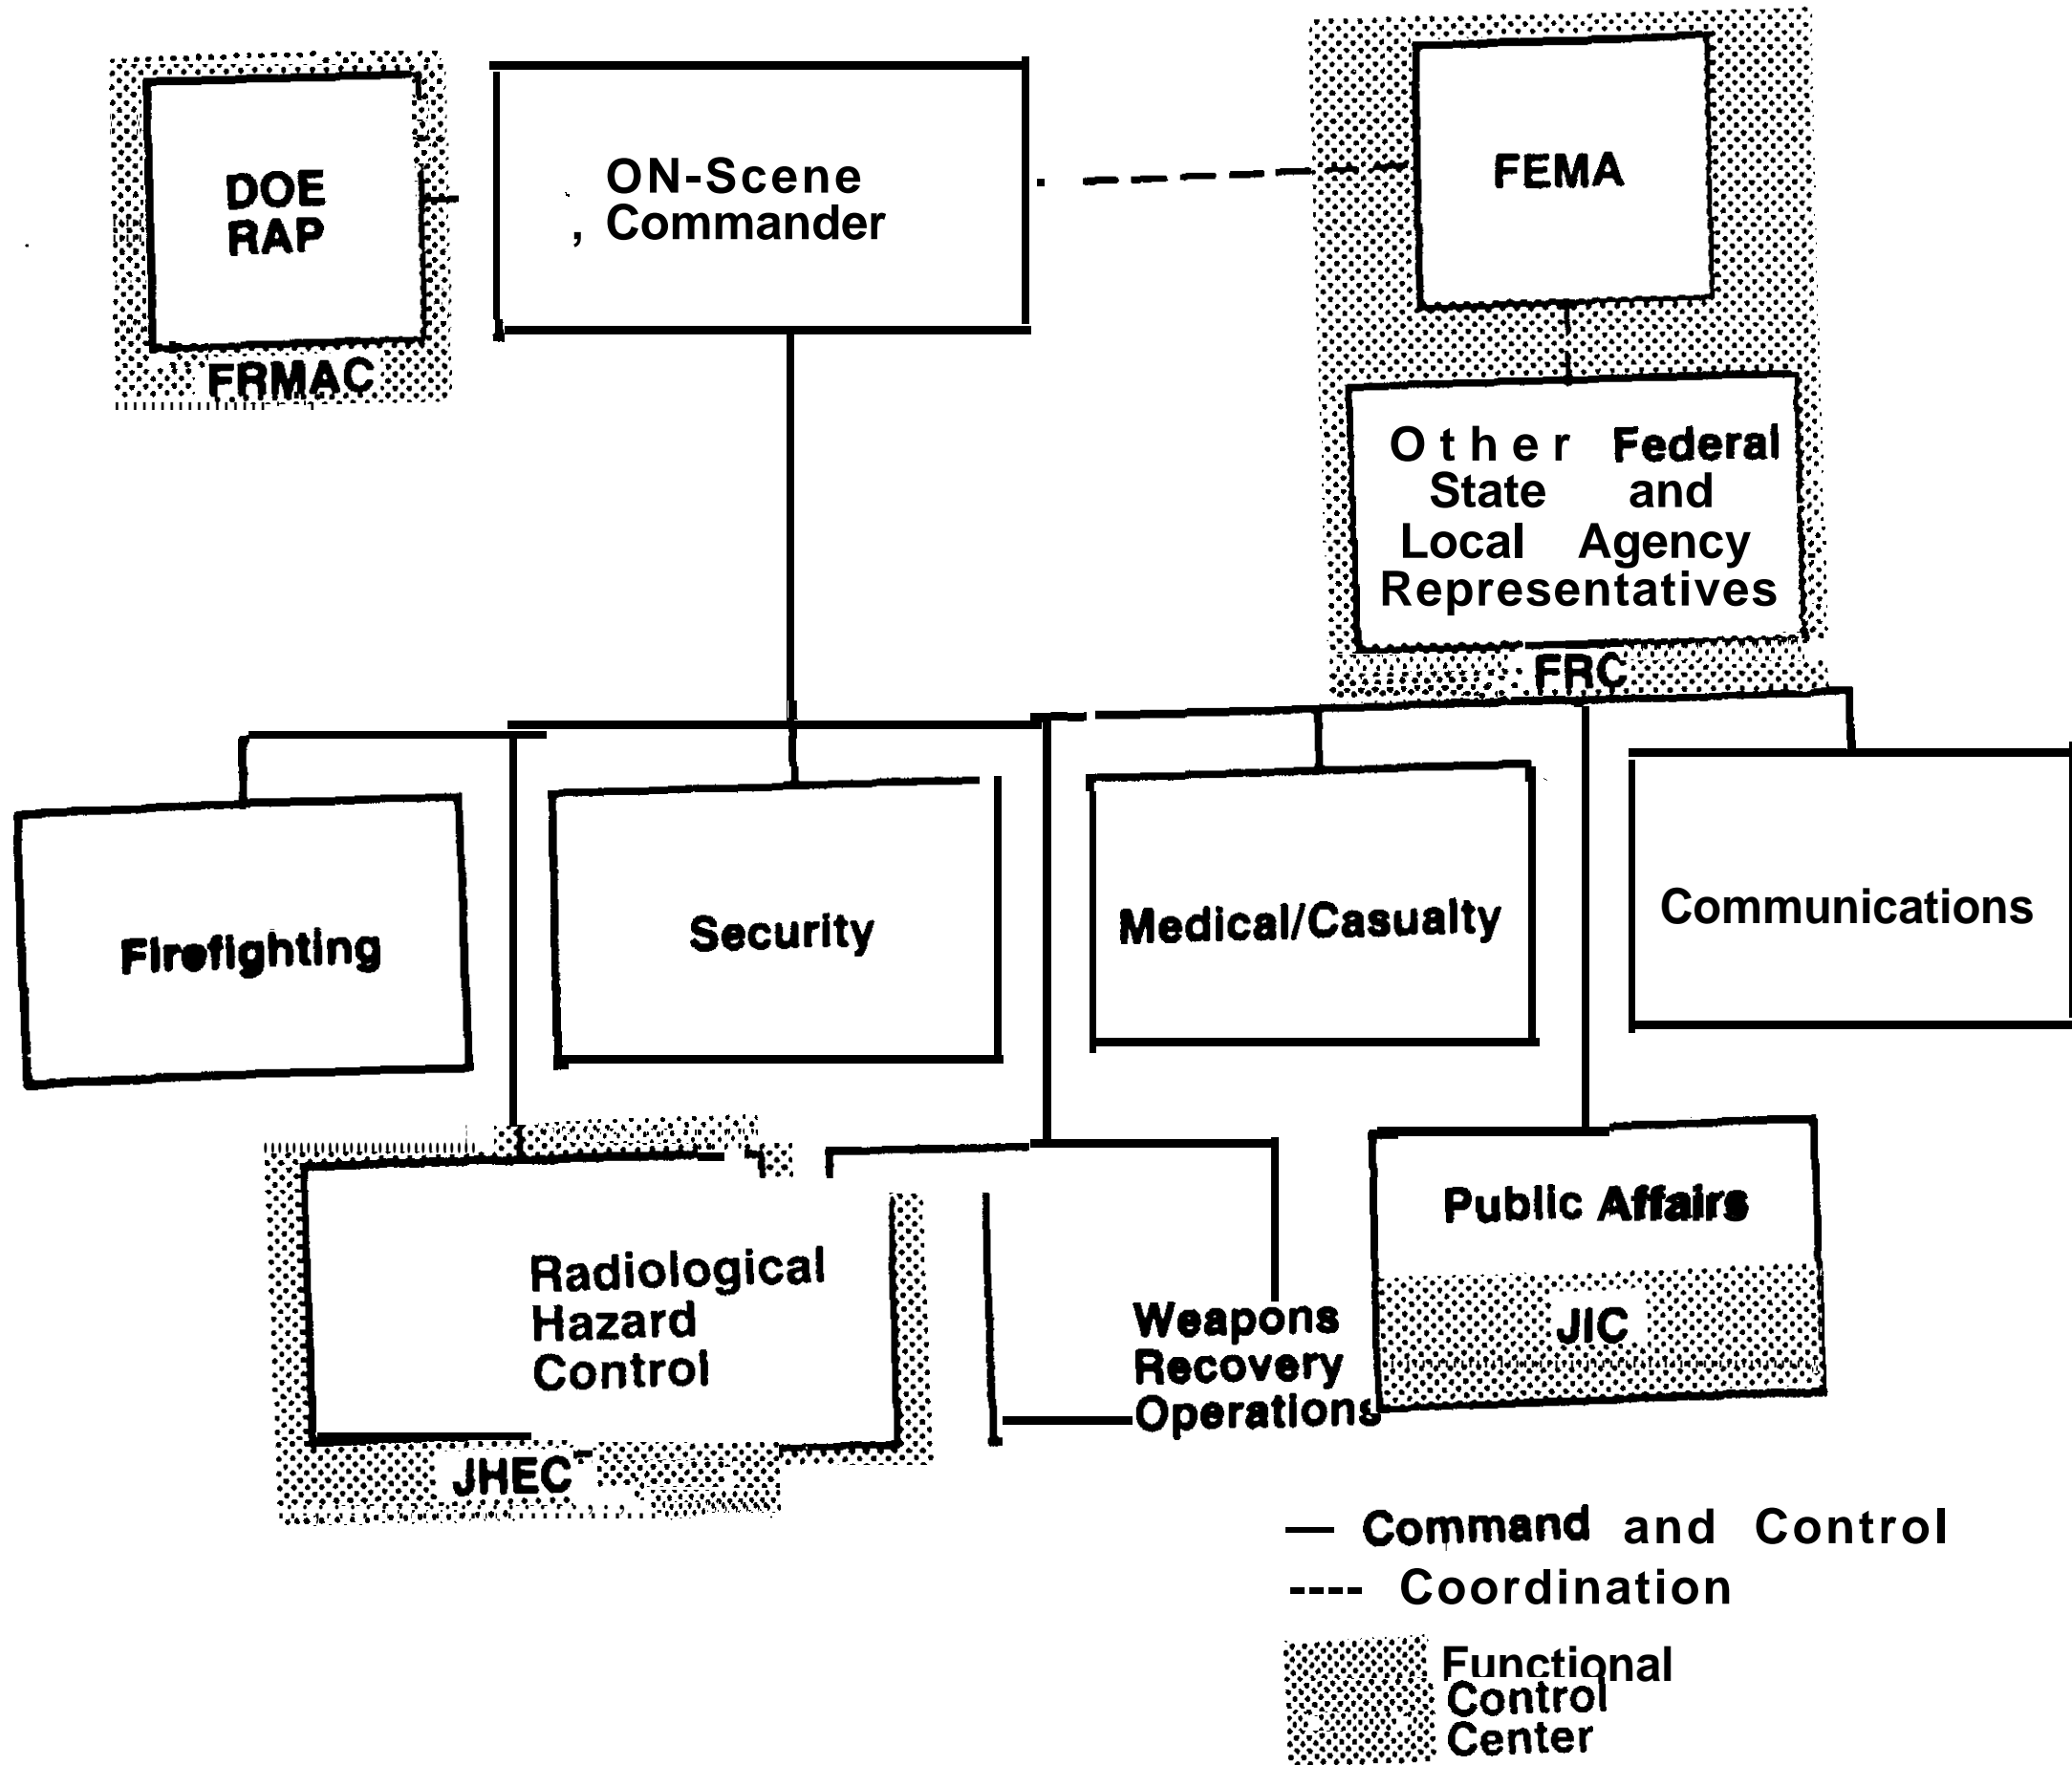 DOE
RAP
FRMAC
ON-Scene
, Commander
FEMA
Other Federal
State and
Local Agency
Representatives
FRC
Firefighting
Security
Medical/Casualty
Communications
Radiological
Hazard
Control
JHEC
Weapons
Recovery
Operations
Public Affairs
JIC
— Command and Control
---- Coordination
Functional
Control
Center